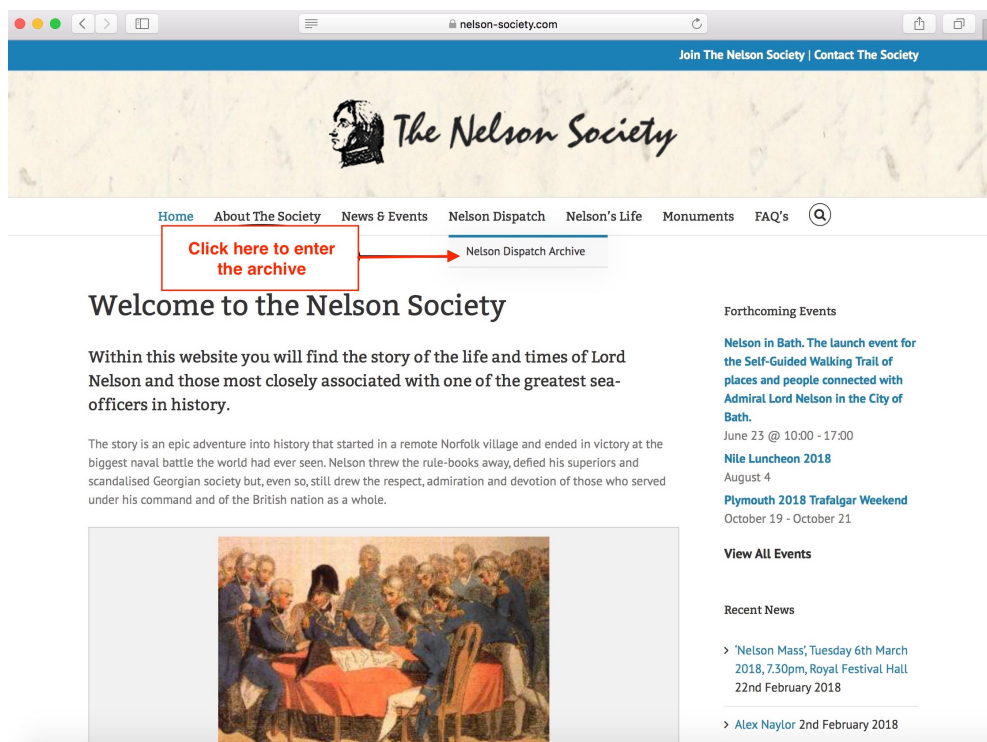 nelson-society.com
Join The Nelson Society | Contact The Society
The Nelson Society
Home About The Society News & Events Nelson Dispatch Nelson's Life Monuments FAQ's
Click here to enter
the archive
Nelson Dispatch Archive
Welcome to the Nelson Society
Within this website you will find the story of the life and times of Lord
Nelson and those most closely associated with one of the greatest sea-
officers in history.
The story is an epic adventure into history that started in a remote Norfolk village and ended in victory at the
biggest naval battle the world had ever seen. Nelson threw the rule-books away, defied his superiors and
scandalised Georgian society but, even so, still drew the respect, admiration and devotion of those who served
under his command and of the British nation as a whole.
Forthcoming Events
Nelson in Bath. The launch event for
the Self-Guided Walking Trail of
places and people connected with
Admiral Lord Nelson in the City of
Bath.
June 23 @ 10:00 - 17:00
Nile Luncheon 2018
August 4
Plymouth 2018 Trafalgar Weekend
October 19 - October 21
View All Events
Recent News
> 'Nelson Mass', Tuesday 6th March
2018, 7.30pm, Royal Festival Hall
22nd February 2018
> Alex Naylor 2nd February 2018